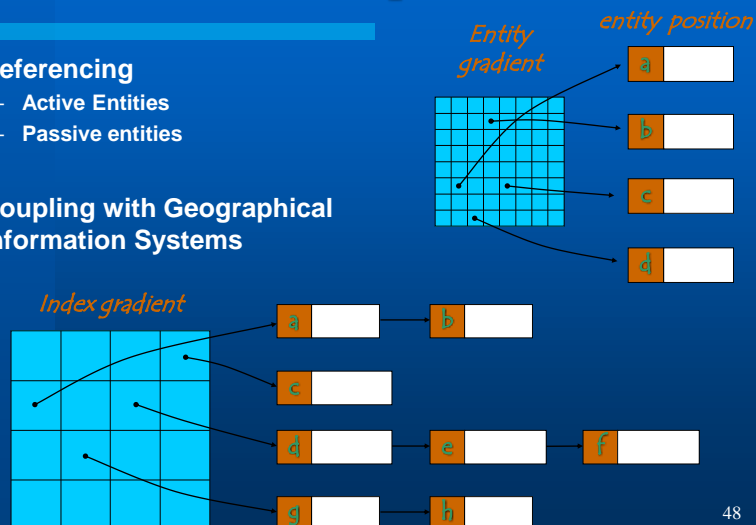 eferencing
– Active Entities
– Passive entities
oupling with Geographical
nformation Systems
Entity
gradient
entity position
a
b
c
d
Index gradient
a b
c
d e f
g h
48